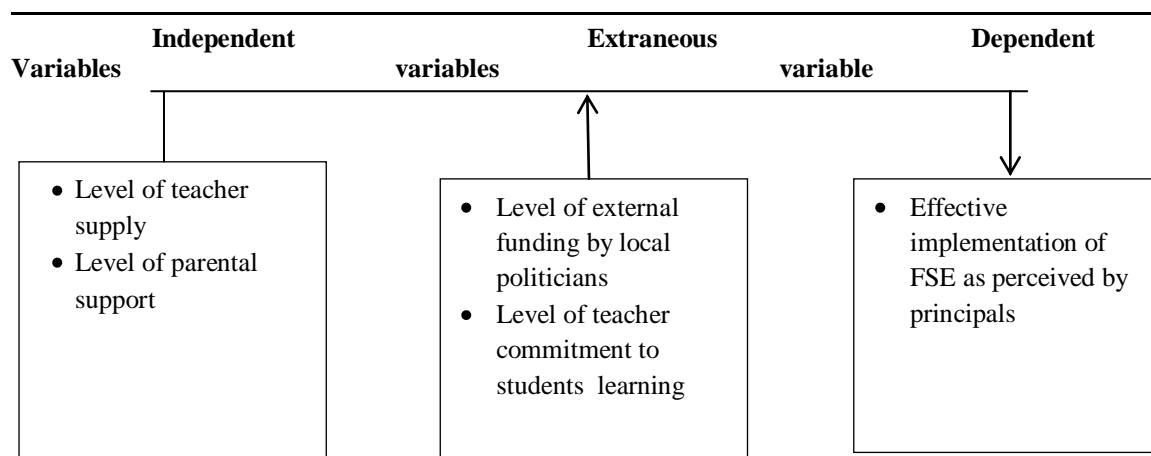 Independent Extraneous Dependent
Variables variables variable
• Level of teacher
supply
• Level of parental
support
• Level of external
funding by local
politicians
• Level of teacher
commitment to
students learning
• Effective
implementation of
FSE as perceived by
principals